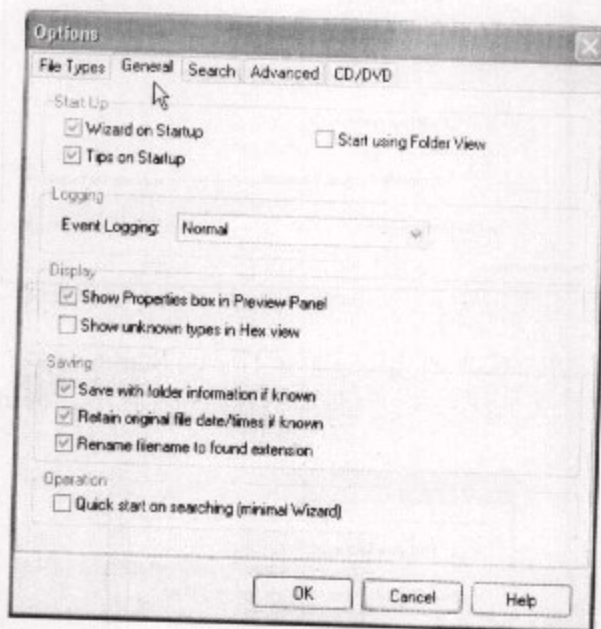 Options
File Types General Search Advanced CD/DVD
Start Up
Wizard on Startup
Start using Folder View
Tips on Startup
Logging
Event Logging: Normal
Display
Show Properties box in Preview Panel
Show unknown types in Hex view
Saving
Save with folder information if known
Retain original file date/times if known
Rename filename to found extension
Operation
Quick start on searching (minimal Wizard)
OK Cancel Help